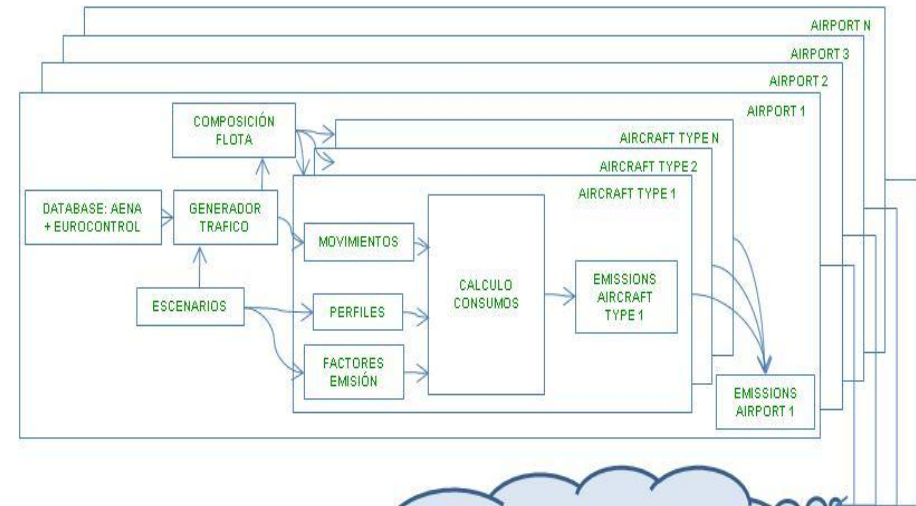 AIRPORT N
AIRPORT 3
AIRPORT 2
AIRPORT 1
COMPOSICIÓN
FLOTA
AIRCRAFT TYPE N
AIRCRAFT TYPE 2
AIRCRAFT TYPE 1
DATABASE: AENA
+ EUROCONTROL
GENERADOR
TRAFICO
MOVIMIENTOS
CALCULO
CONSUMOS
EMISSIONS
AIRCRAFT
TYPE 1
ESCENARIOS
PERFILES
FACTORES
EMISIÓN
EMISSIONS
AIRPORT 1